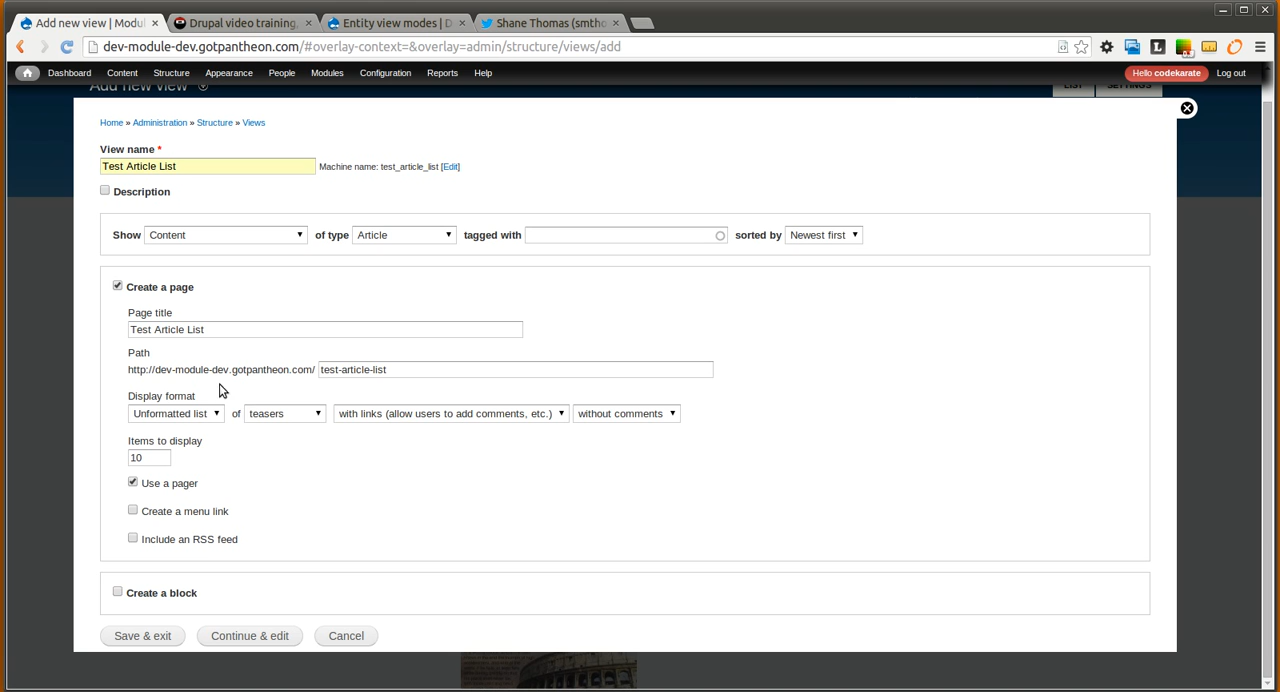 Add new view | Modul
Drupal video training,
Entity view modes | D
Shane Thomas (smtho
dev-module-dev.gotpantheon.com/#overlay-context=&overlay=admin/structure/views/add
Dashboard Content Structure Appearance People Modules Configuration Reports Help Hello codekarate Log out
Add new view LIST SETTINGS
Home » Administration » Structure » Views
View name *
Test Article List Machine name: test_article_list [Edit]
Description
Show Content of type Article tagged with sorted by Newest first
Create a page
Page title
Test Article List
Path
http://dev-module-dev.gotpantheon.com/ test-article-list
Display format
Unformatted list of teasers with links (allow users to add comments, etc.) without comments
Items to display
10
Use a pager
Create a menu link
Include an RSS feed
Create a block
Save & exit Continue & edit Cancel